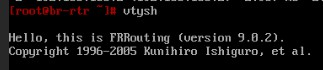 [root@br-rtr ~]# vtysh
Hello, this is FRRouting (version 9.0.2).
Copyright 1996-2005 Kunihiro Ishiguro, et al.